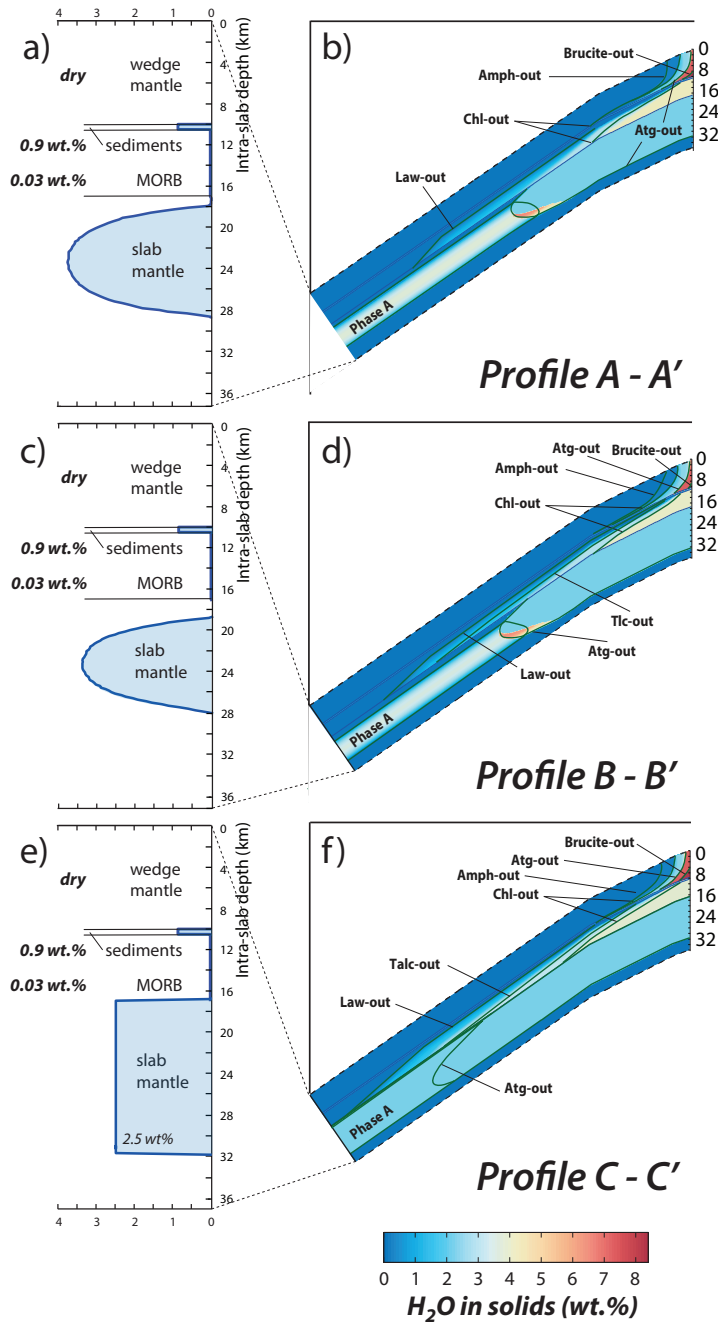 4 3 2 1 0
a)
b)
dry
wedge
mantle
0.9 wt.%
sediments
0.03 wt.%
MORB
slab
mantle
0
4
8
12
16
20
24
28
32
36
Intra-slab depth (km)
Brucite-out
Amph-out
Chl-out
Atg-out
Law-out
Phase A
0
8
16
24
32
Profile A - A'
c)
d)
dry
wedge
mantle
0.9 wt.%
sediments
0.03 wt.%
MORB
slab
mantle
0
4
8
12
16
20
24
28
32
36
Intra-slab depth (km)
Atg-out
Brucite-out
Amph-out
Chl-out
Tlc-out
Atg-out
Law-out
Phase A
0
8
16
24
32
Profile B - B'
e)
f)
dry
wedge
mantle
0.9 wt.%
sediments
0.03 wt.%
MORB
slab
mantle
2.5 wt%
0
4
8
12
16
20
24
28
32
36
Intra-slab depth (km)
4 3 2 1 0
Brucite-out
Atg-out
Amph-out
Chl-out
Talc-out
Law-out
Atg-out
Phase A
0
8
16
24
32
Profile C - C'
0 1 2 3 4 5 6 7 8
H2O in solids (wt.%)